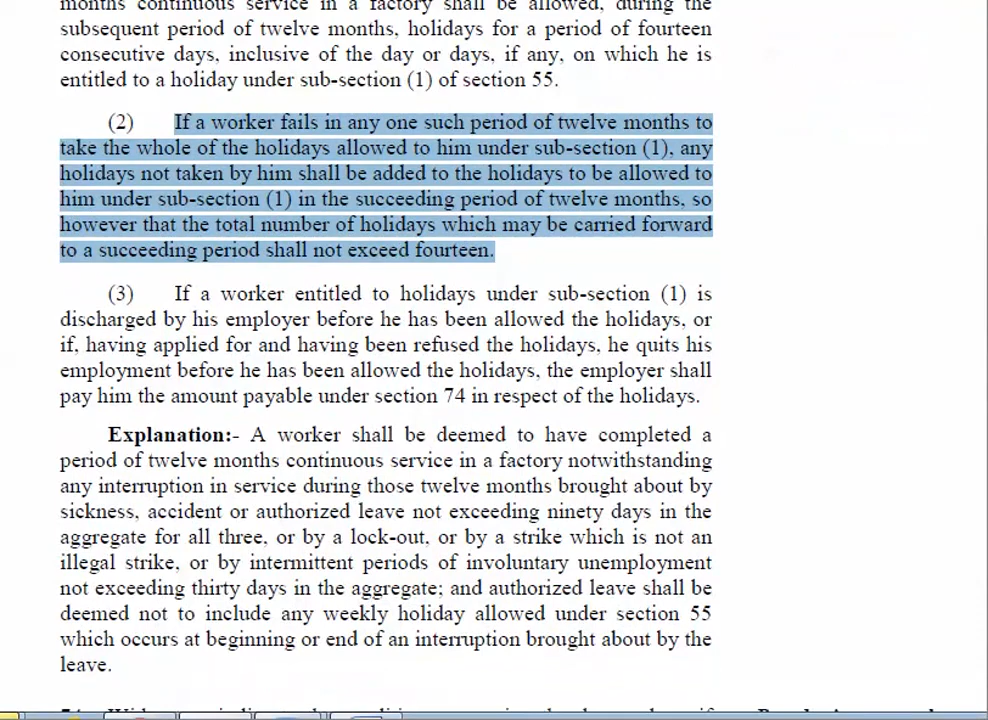 months continuous service in a factory shall be allowed, during the
subsequent period of twelve months, holidays for a period of fourteen
consecutive days, inclusive of the day or days, if any, on which he is
entitled to a holiday under sub-section (1) of section 55.
(2) If a worker fails in any one such period of twelve months to
take the whole of the holidays allowed to him under sub-section (1), any
holidays not taken by him shall be added to the holidays to be allowed to
him under sub-section (1) in the succeeding period of twelve months, so
however that the total number of holidays which may be carried forward
to a succeeding period shall not exceed fourteen.
(3) If a worker entitled to holidays under sub-section (1) is
discharged by his employer before he has been allowed the holidays, or
if, having applied for and having been refused the holidays, he quits his
employment before he has been allowed the holidays, the employer shall
pay him the amount payable under section 74 in respect of the holidays.
Explanation:- A worker shall be deemed to have completed a
period of twelve months continuous service in a factory notwithstanding
any interruption in service during those twelve months brought about by
sickness, accident or authorized leave not exceeding ninety days in the
aggregate for all three, or by a lock-out, or by a strike which is not an
illegal strike, or by intermittent periods of involuntary unemployment
not exceeding thirty days in the aggregate; and authorized leave shall be
deemed not to include any weekly holiday allowed under section 55
which occurs at beginning or end of an interruption brought about by the
leave.